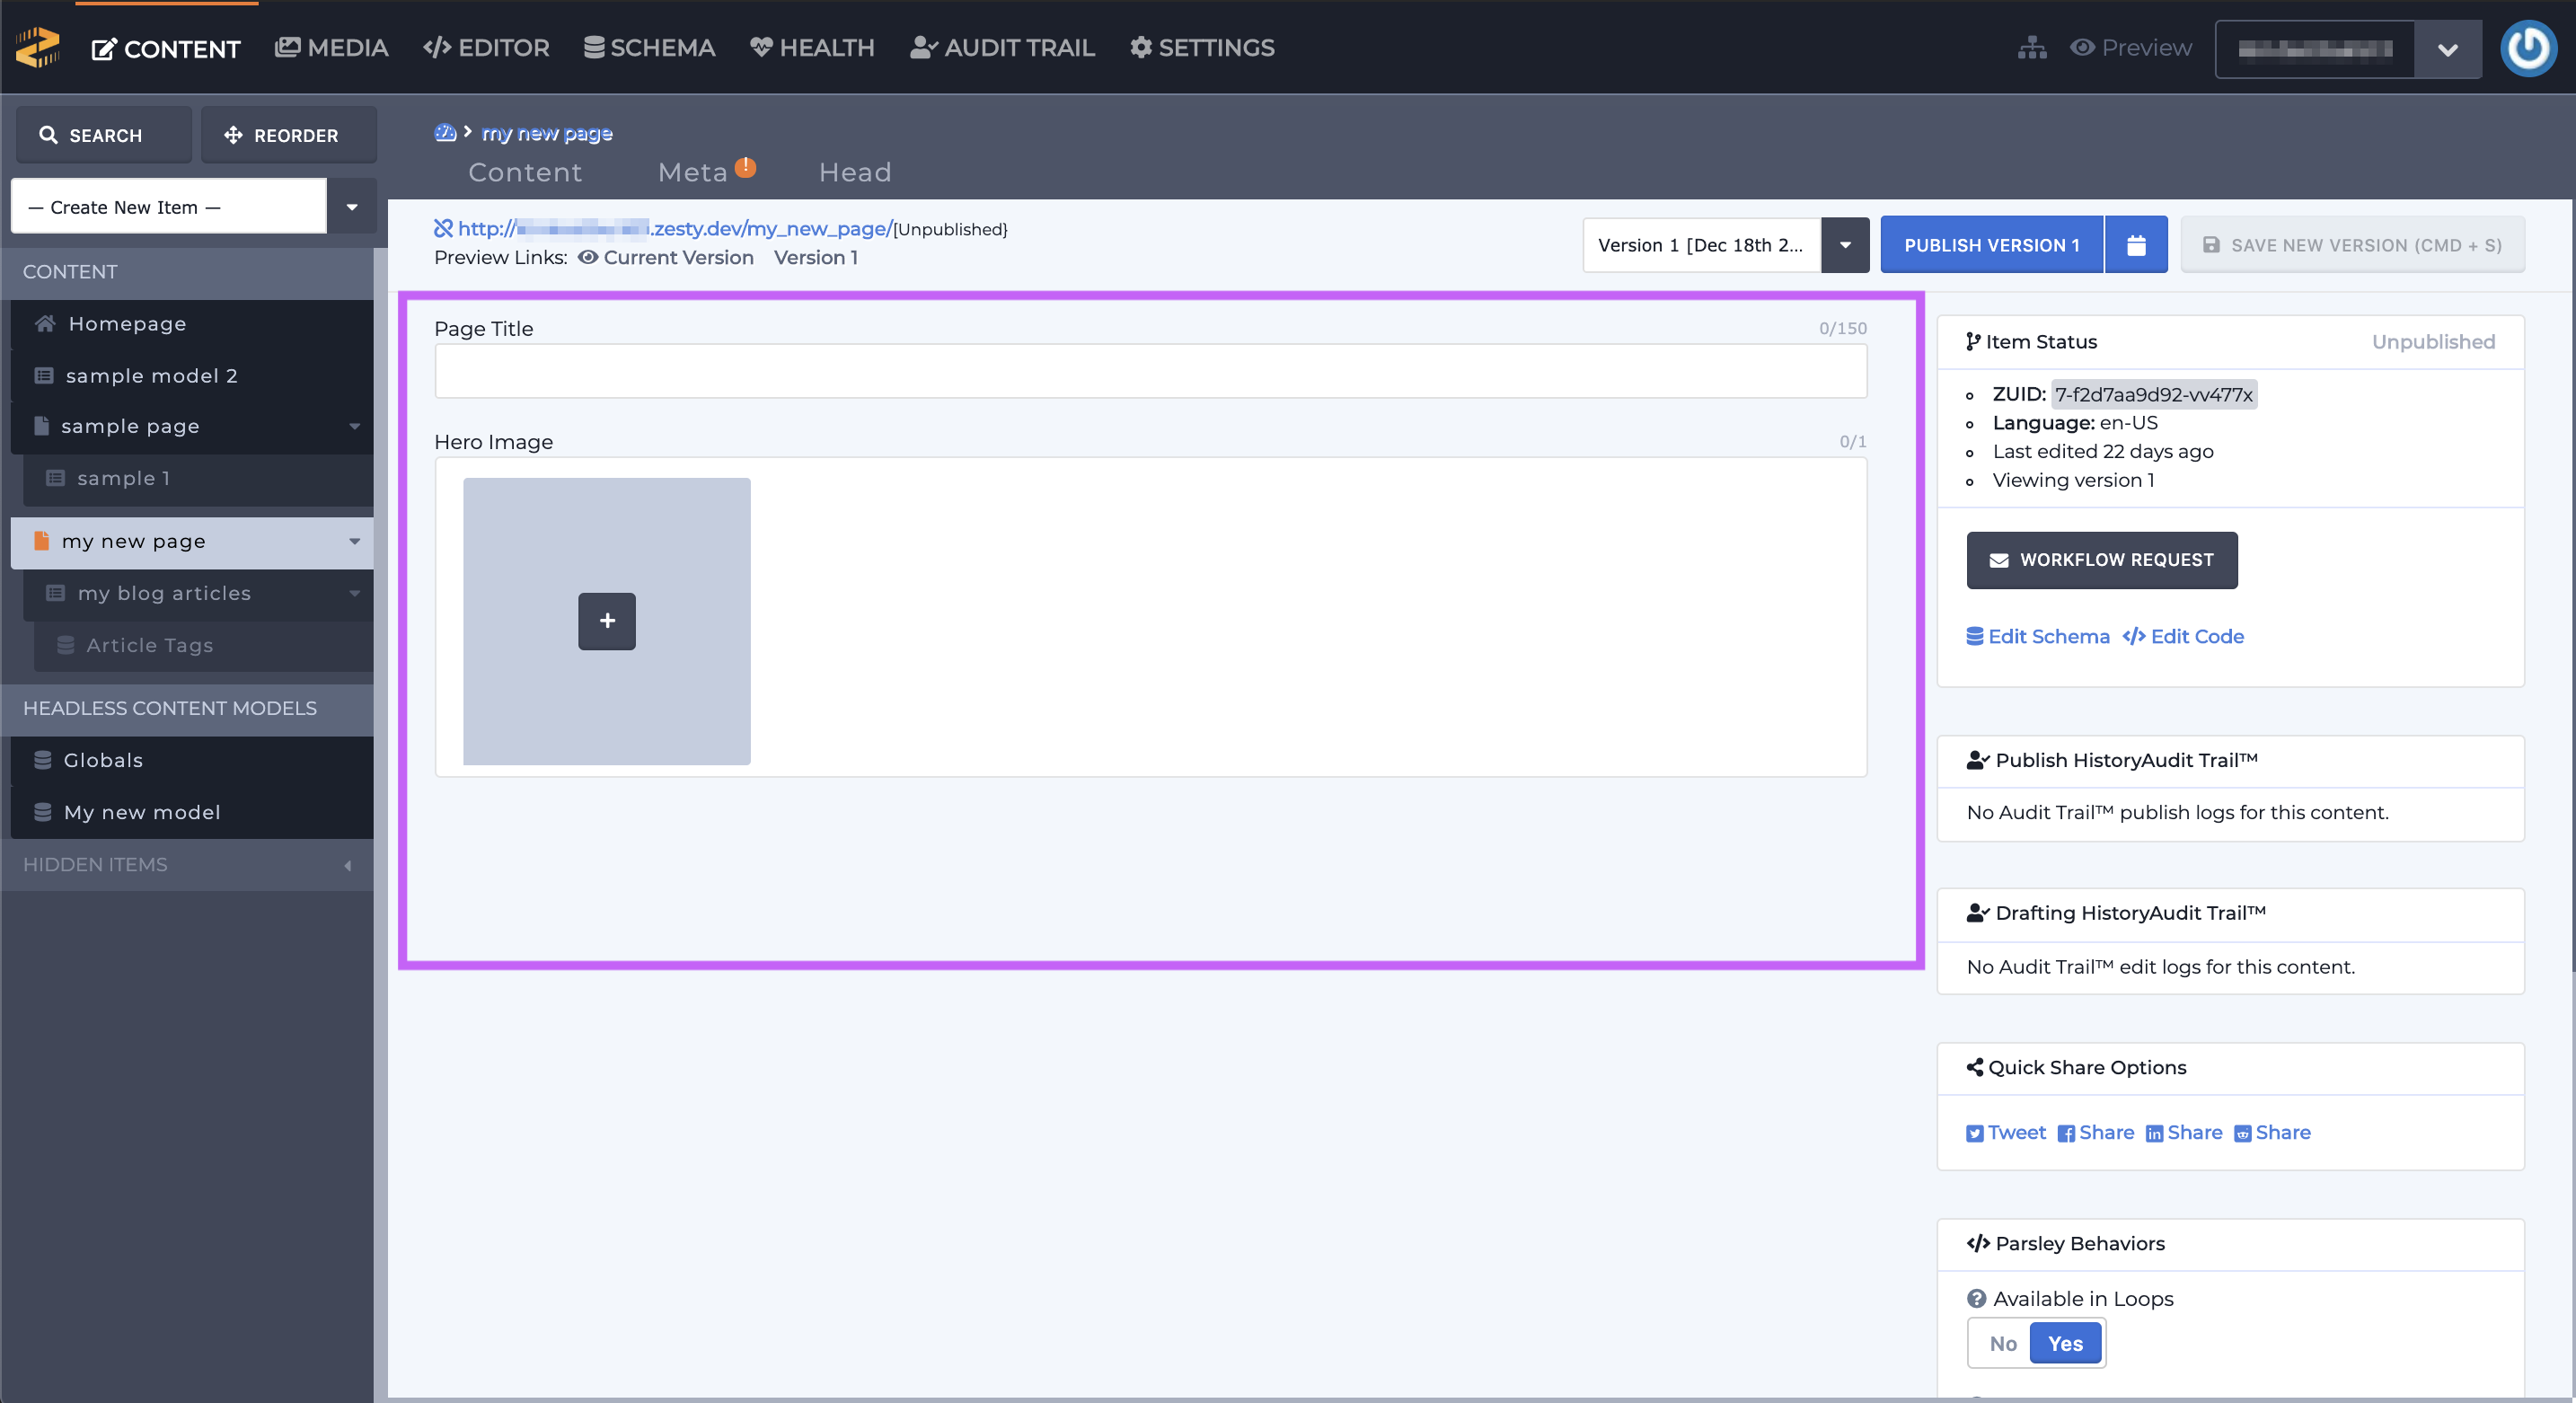 CONTENT MEDIA EDITOR SCHEMA HEALTH AUDIT TRAIL SETTINGS Preview
SEARCH REORDER
— Create New Item —
CONTENT
Homepage
sample model 2
sample page
sample 1
my new page
my blog articles
Article Tags
HEADLESS CONTENT MODELS
Globals
My new model
HIDDEN ITEMS
my new page
Content Meta ! Head
http:// .zesty.dev/my_new_page/[Unpublished}
Preview Links: Current Version Version 1
Version 1 [Dec 18th 2... PUBLISH VERSION 1 SAVE NEW VERSION (CMD + S)
Page Title 0/150
Hero Image 0/1
+
Item Status Unpublished
ZUID: 7-f2d7aa9d92-vv477x
Language: en-US
Last edited 22 days ago
Viewing version 1
WORKFLOW REQUEST
Edit Schema Edit Code
Publish HistoryAudit Trail™
No Audit Trail™ publish logs for this content.
Drafting HistoryAudit Trail™
No Audit Trail™ edit logs for this content.
Quick Share Options
Tweet Share Share Share
Parsley Behaviors
Available in Loops
No Yes